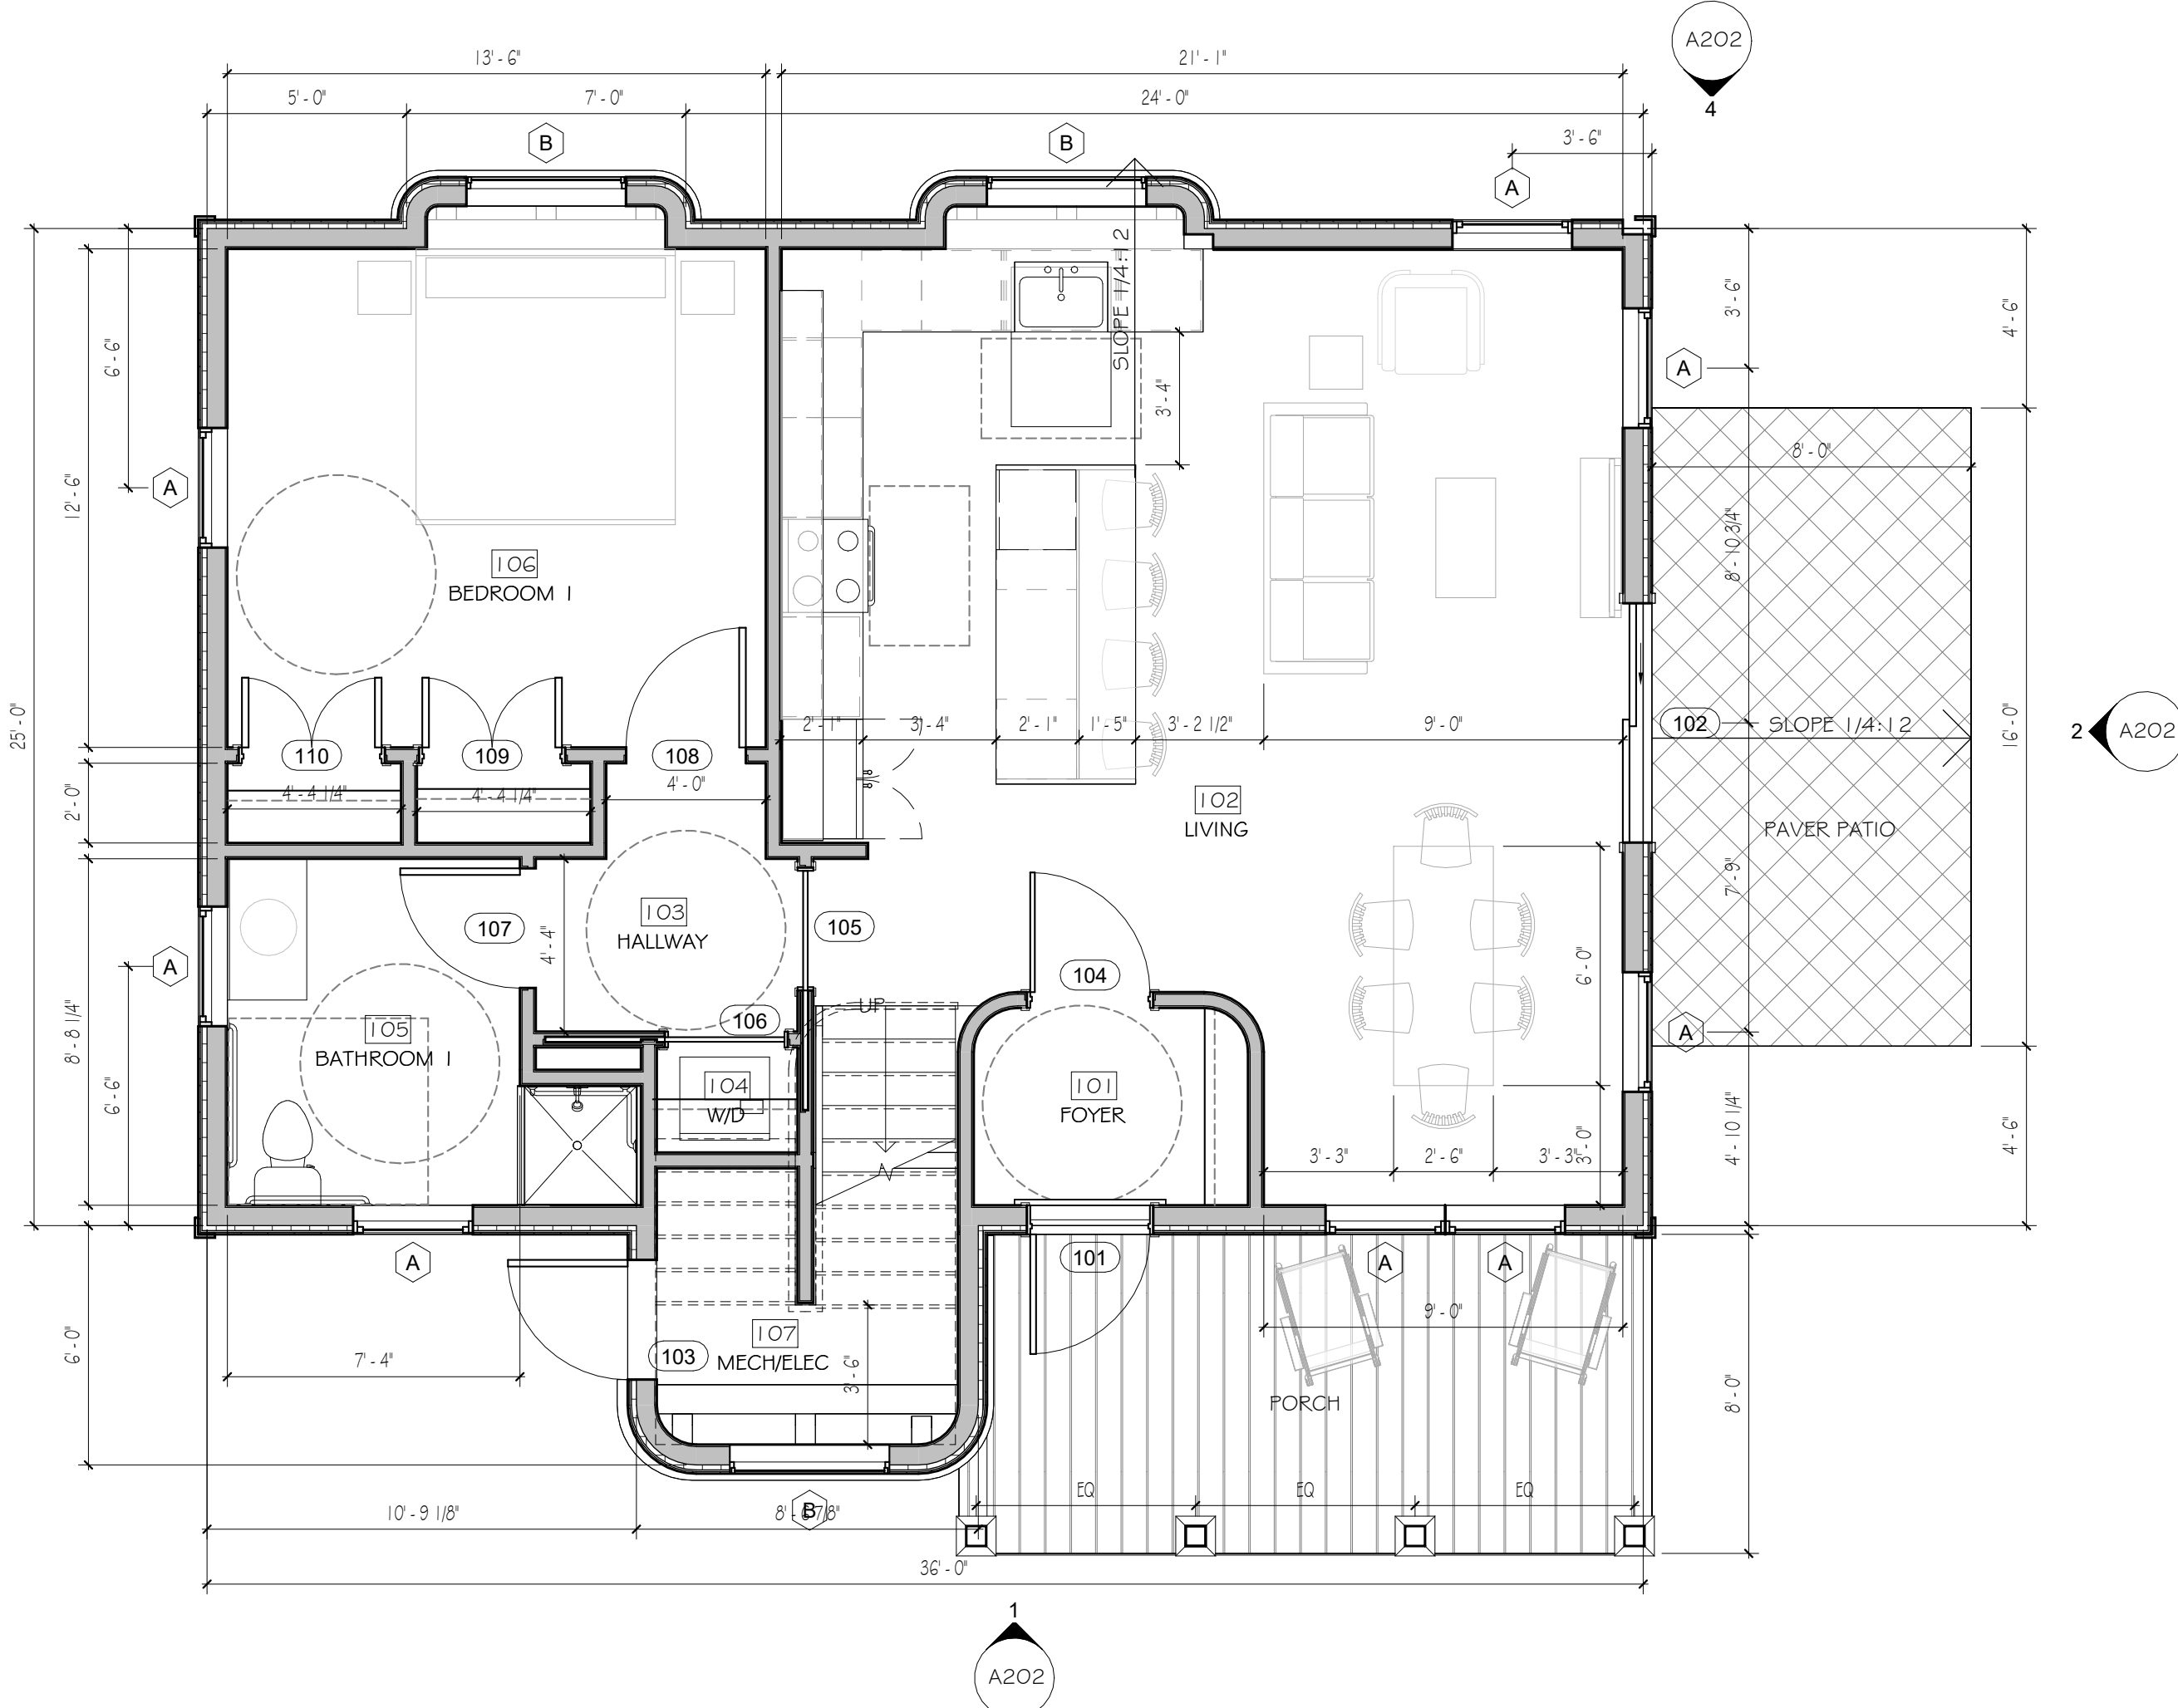 A202
4
13' - 6"
21' - 1"
5' - 0"
7' - 0"
24' - 0"
3' - 6"
B
B
A
A
SLOPE 1/4:12
3' - 6"
4' - 6"
6' - 6"
12' - 6"
25' - 0"
A
3' - 4"
8' - 0"
8' - 10 3/4"
106
BEDROOM 1
110
109
108
4' - 4 1/4"
4' - 4 1/4"
4' - 0"
2' - 0"
2' - 1"
3' - 4"
2' - 1"
1' - 5"
3' - 2 1/2"
9' - 0"
102
SLOPE 1/4:12
16' - 0"
2
A202
102
LIVING
PAVER PATIO
7' - 9"
107
103
HALLWAY
105
4' - 4"
A
104
6' - 0"
8' - 8 1/4"
6' - 6"
105
BATHROOM 1
106
UP
A
104
W/D
101
FOYER
3' - 3"
2' - 6"
3' - 3"
3' - 0"
4' - 10 1/4"
4' - 6"
A
101
A
A
9' - 0"
6' - 0"
7' - 4"
103
107
MECH/ELEC
3' - 6"
PORCH
8' - 0"
EQ
EQ
EQ
10' - 9 1/8"
B
36' - 0"
1
A202